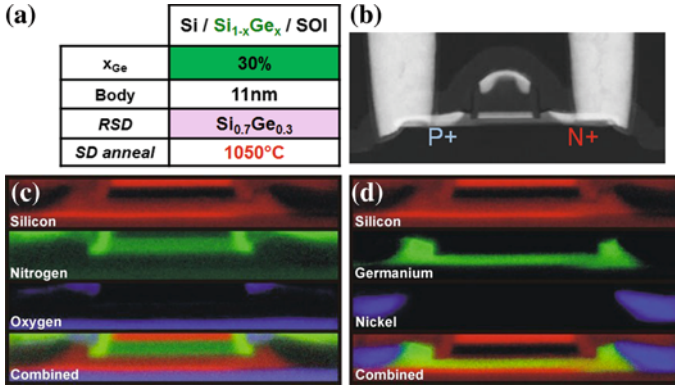 (a)
Si / Si1-xGex / SOI
xGe 30%
Body 11nm
RSD Si0.7Ge0.3
SD anneal 1050°C
(b)
P+ N+
(c)
Silicon
Nitrogen
Oxygen
Combined
(d)
Silicon
Germanium
Nickel
Combined